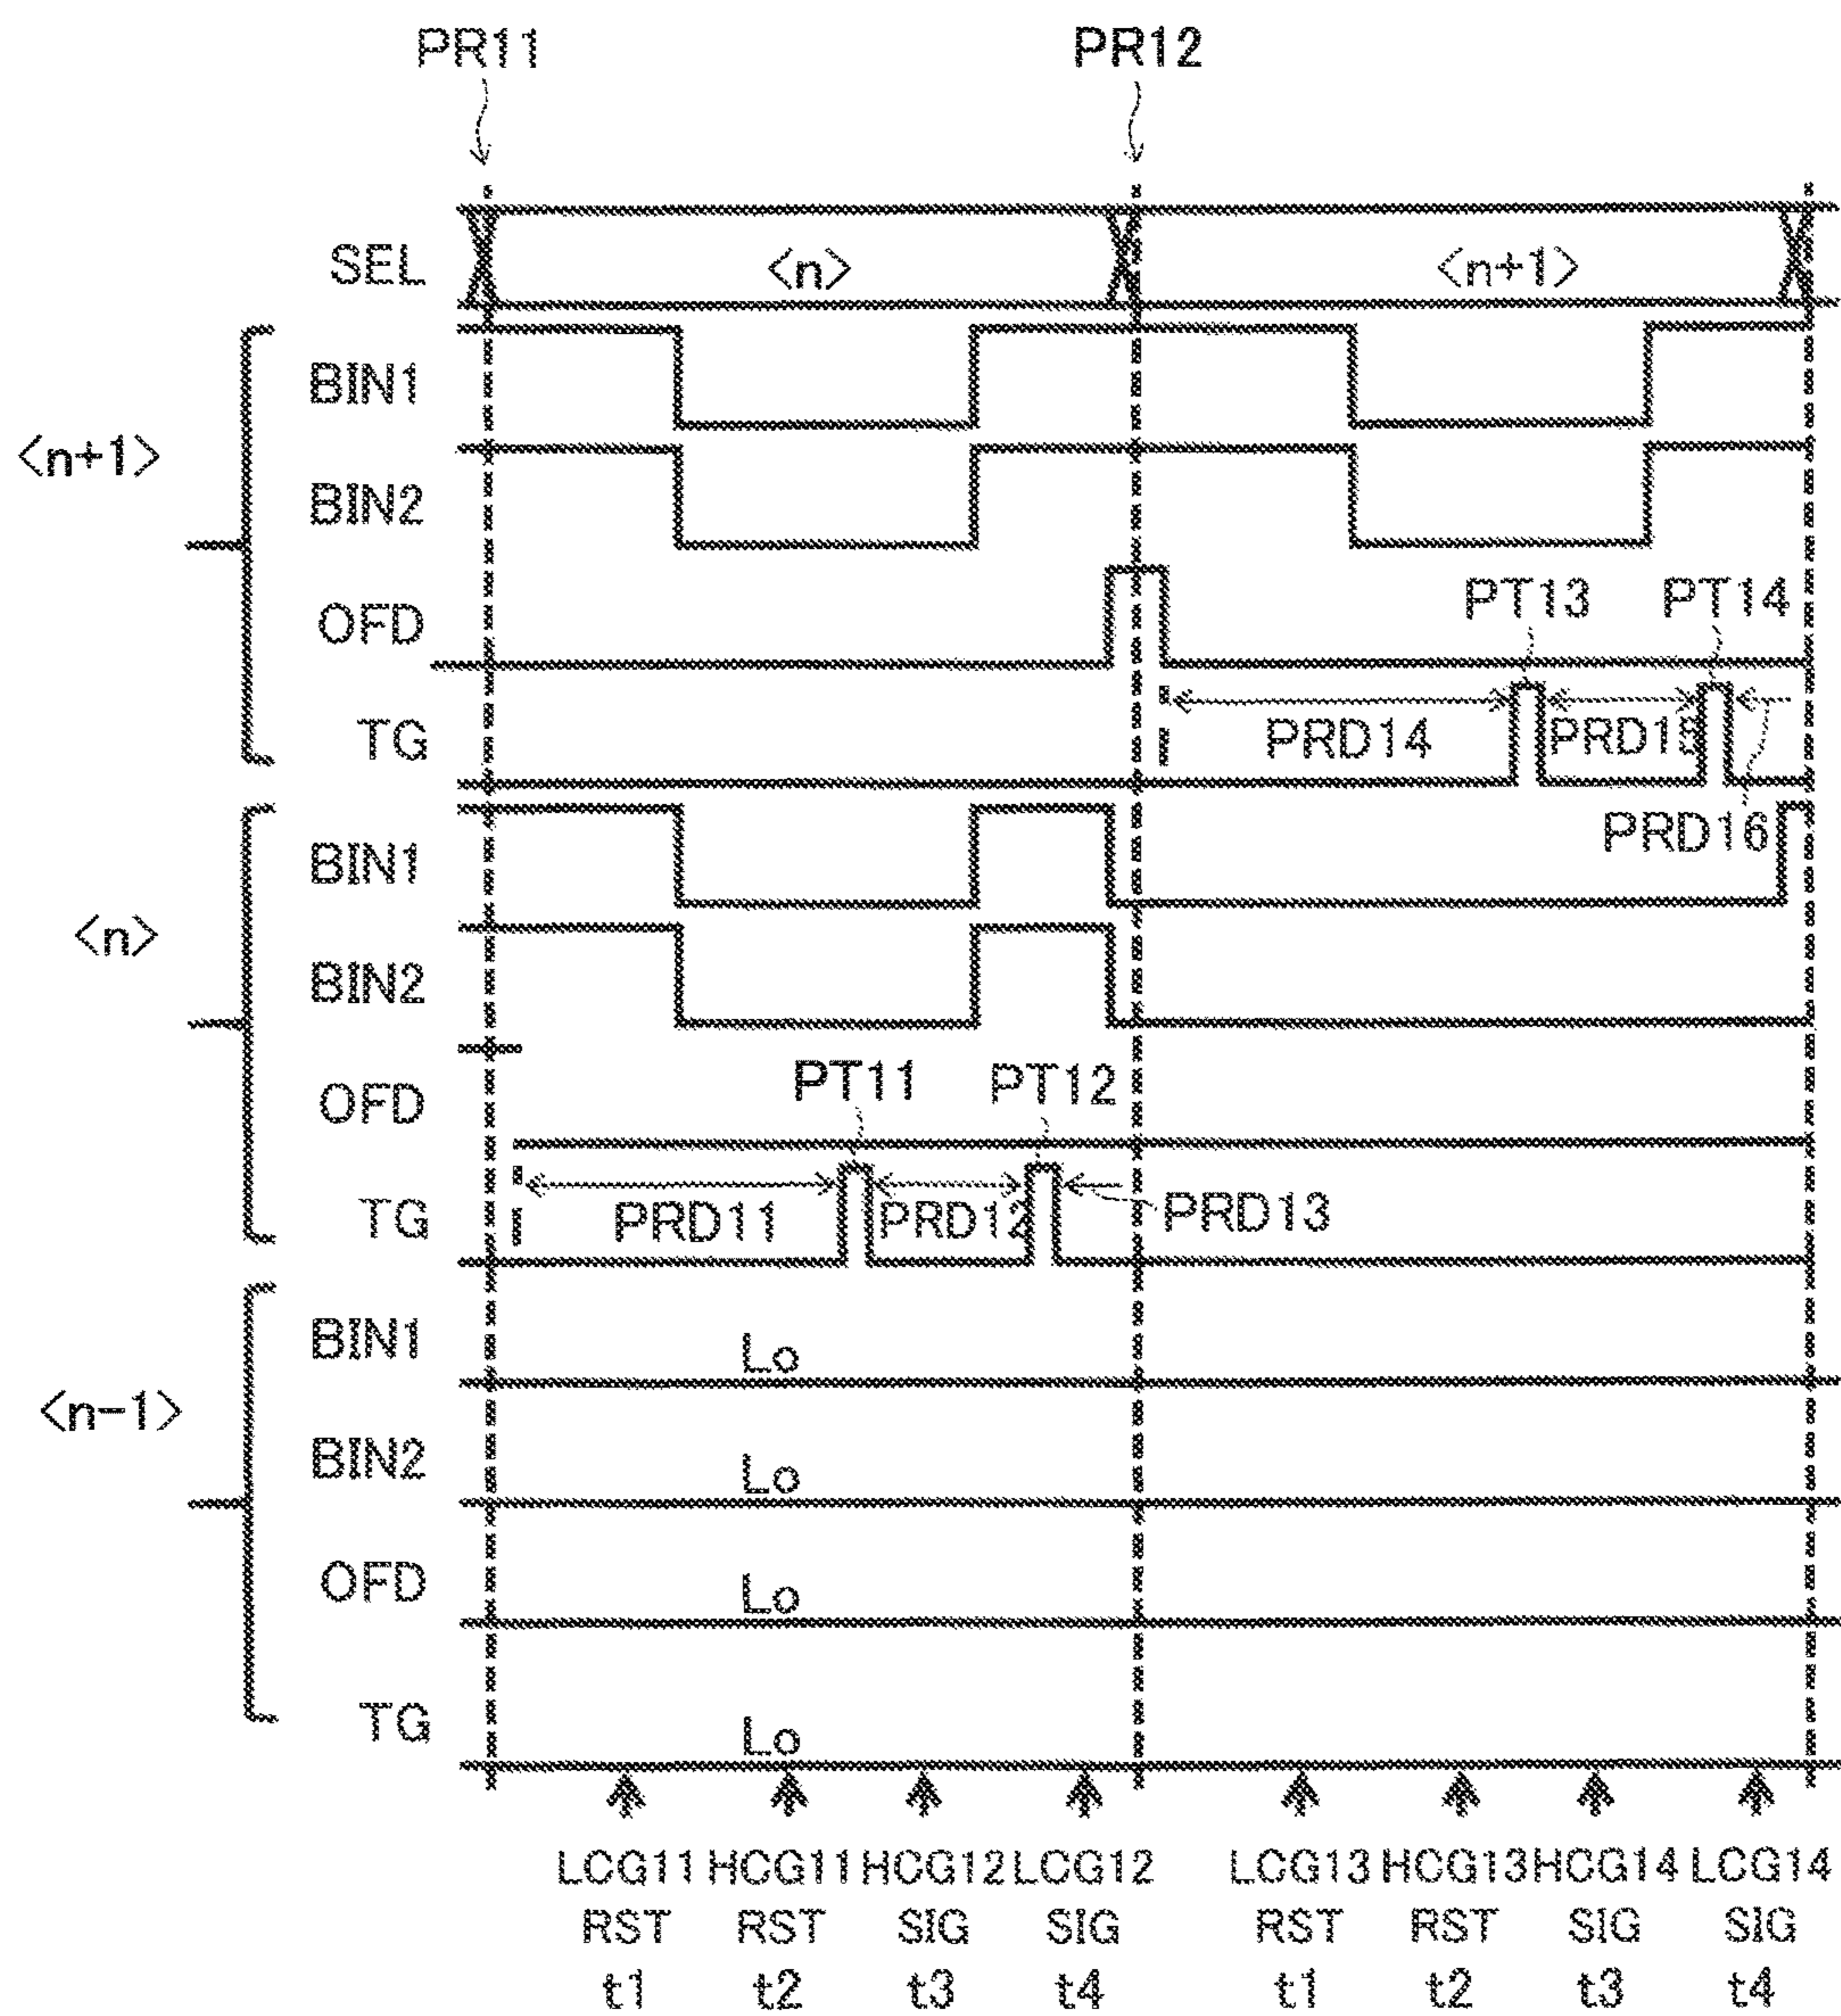 PR11 PR12
SEL <n> <n+1>
<n+1>
BIN1
BIN2
OFD PT13 PT14
TG PRD14 PRD15
PRD16
<n>
BIN1
BIN2
OFD PT11 PT12
TG PRD11 PRD12 PRD13
<n-1>
BIN1 Lo
BIN2 Lo
OFD Lo
TG Lo
LCG11 HCG11 HCG12 LCG12 LCG13 HCG13 HCG14 LCG14
RST RST SIG SIG RST RST SIG SIG
t1 t2 t3 t4 t1 t2 t3 t4